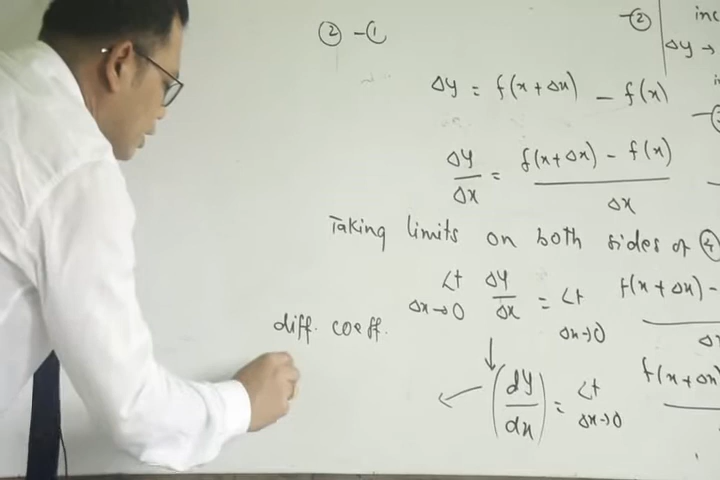 ② - ①
- ②
Δy →
Δy = f(x + Δx) - f(x)
Δy/Δx = f(x + Δx) - f(x)/Δx
Taking limits on both sides of ④
Lt Δx→0 Δy/Δx = Lt Δx→0 f(x + Δx) -
diff. coeff.
(dy/dx) = Lt Δx→0 f(x + Δx)